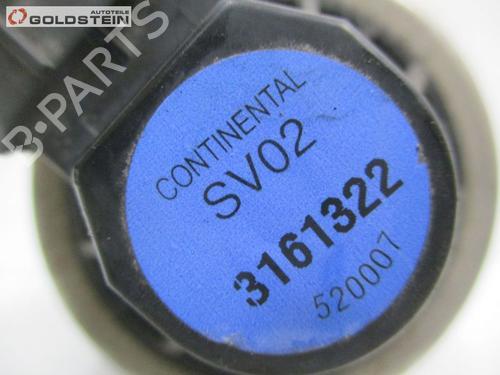 AUTOTEILE
GOLDSTEIN
B-PARTS
CONTINENTAL
SV02
3161322
520007